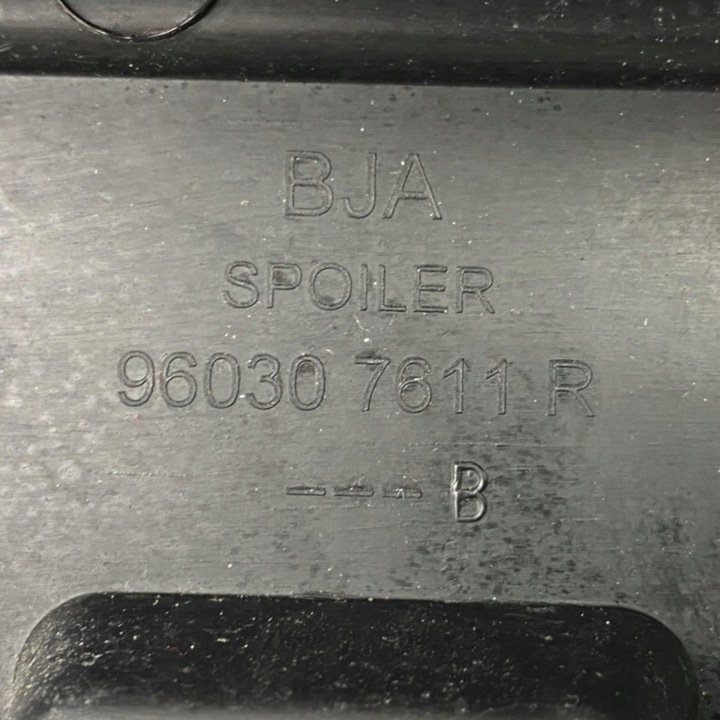 BJA
SPOILER
96030 7611 R
--- B